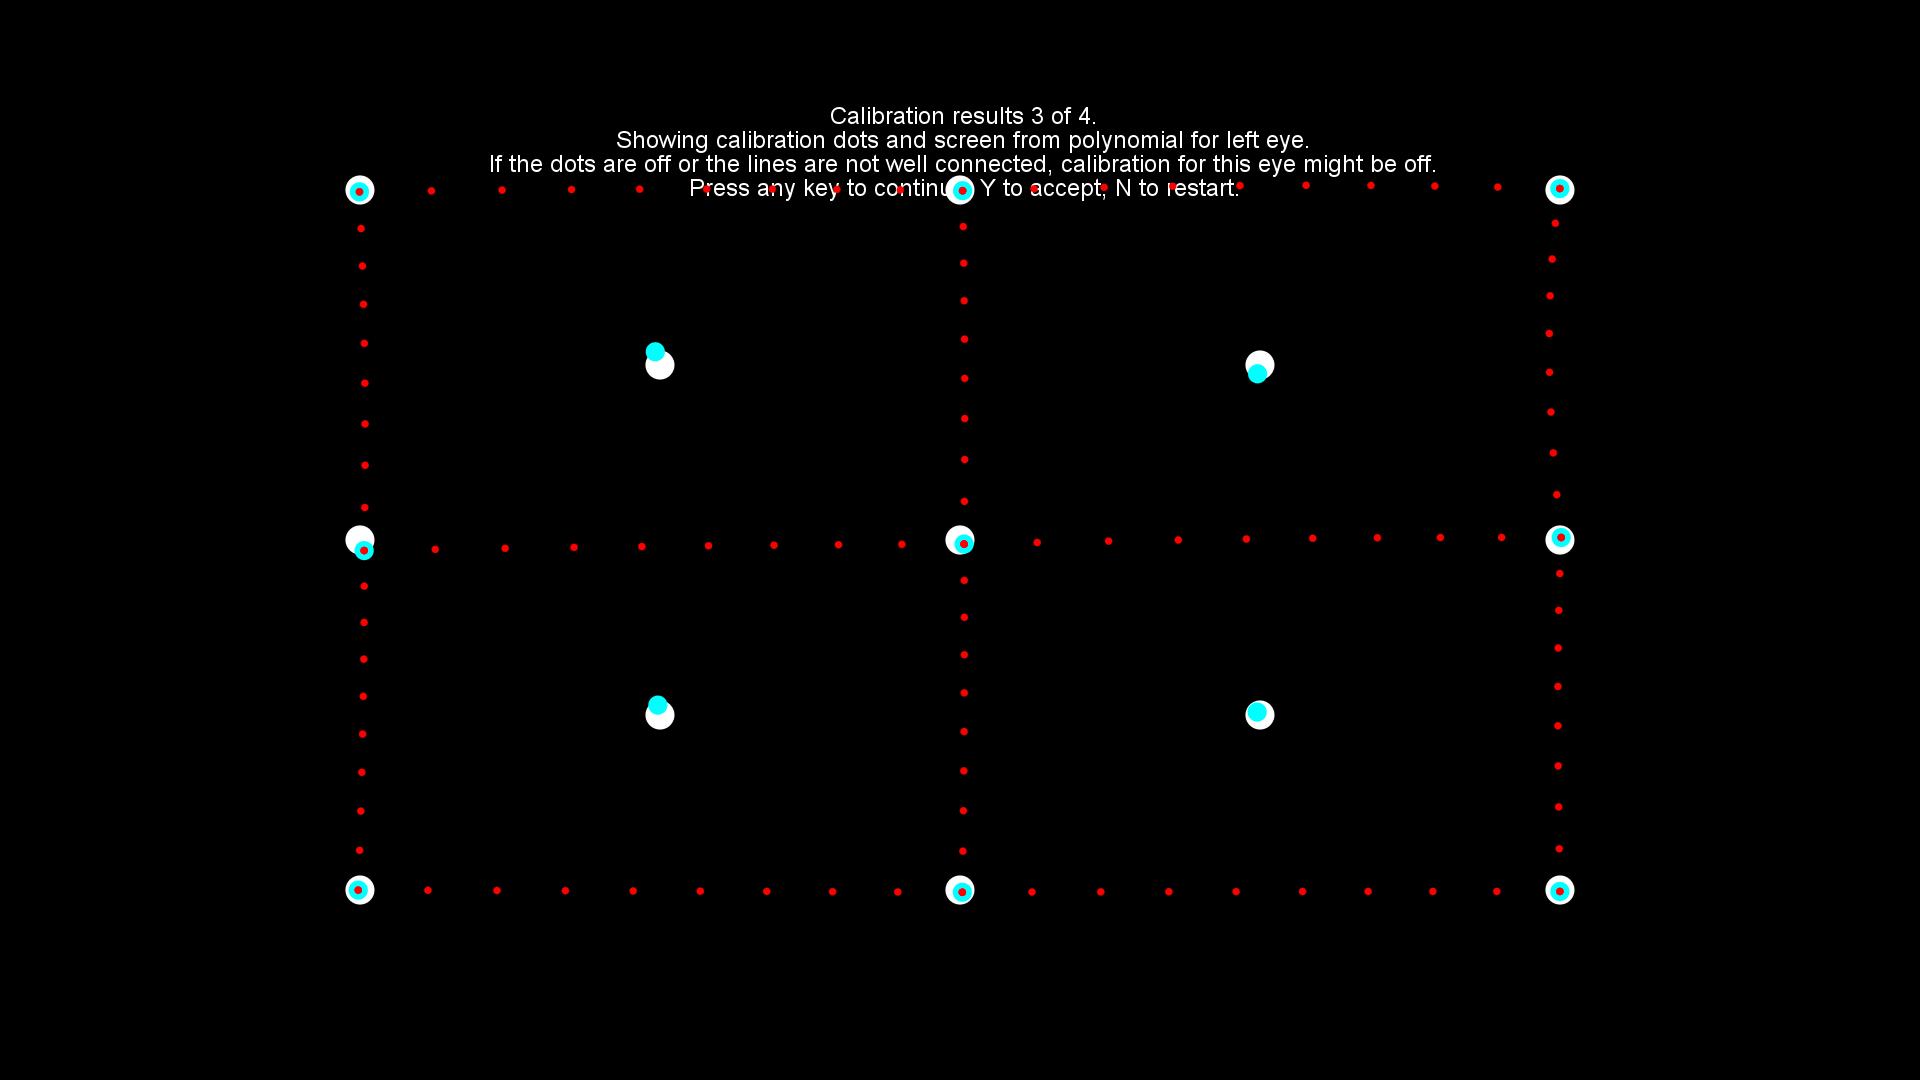 Calibration results 3 of 4.
Showing calibration dots and screen from polynomial for left eye.
If the dots are off or the lines are not well connected, calibration for this eye might be off.
Press any key to continue, Y to accept, N to restart.